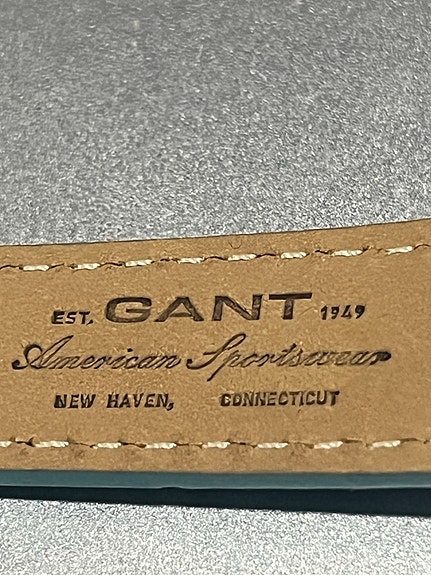 EST. GANT 1949
American Sportswear
NEW HAVEN, CONNECTICUT